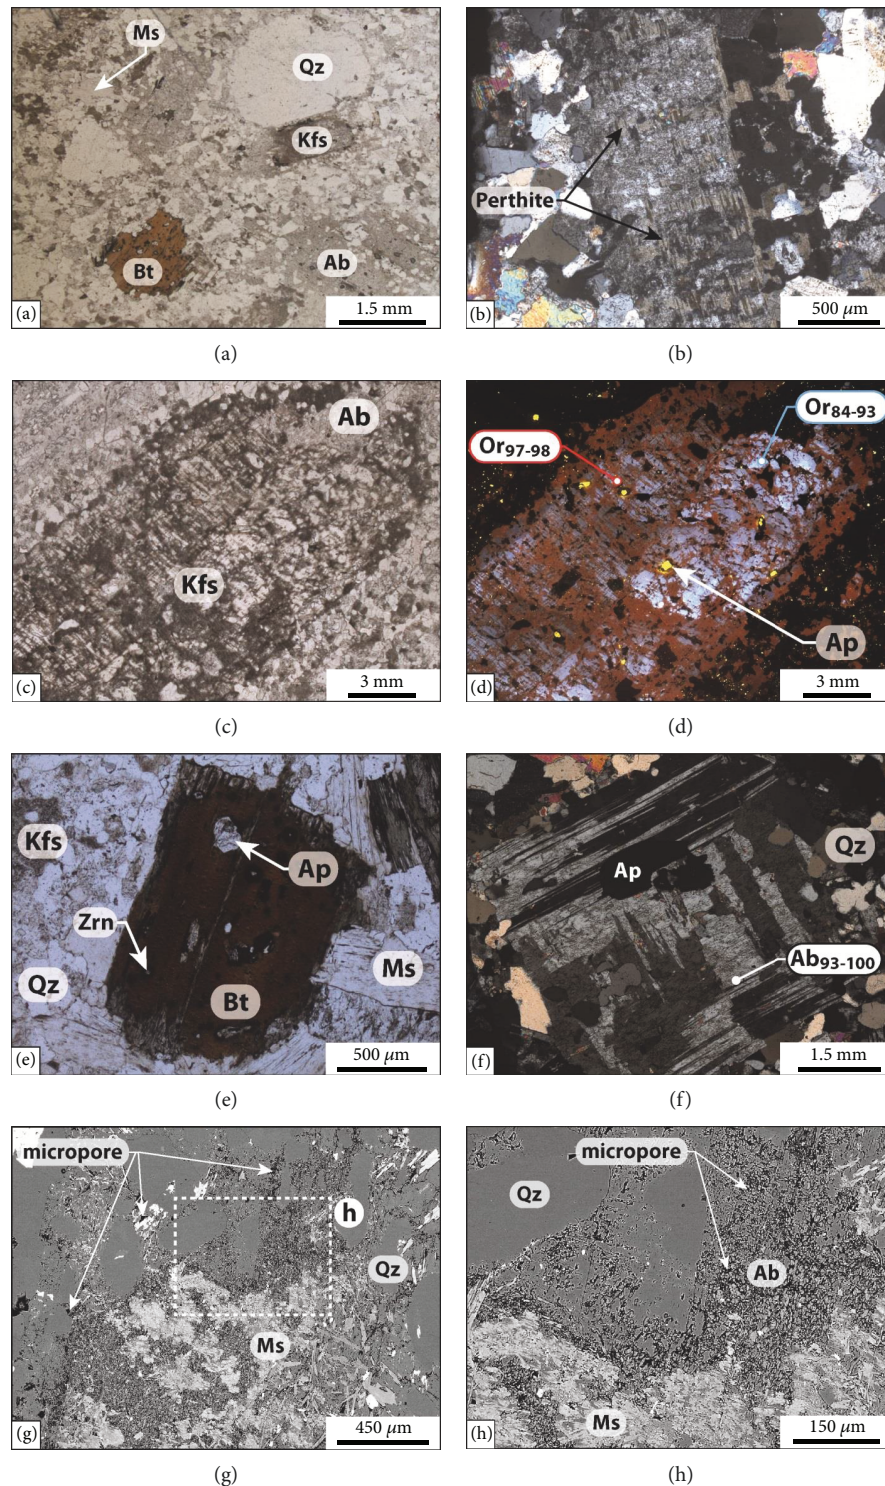 Ms
Qz
Kfs
Bt
Ab
(a)
1.5 mm
(a)
Perthite
(b)
500 μm
(b)
Ab
Kfs
(c)
3 mm
(c)
Or84-93
Or97-98
Ap
(d)
3 mm
(d)
Kfs
Ap
Zrn
Qz
Ms
Bt
(e)
500 μm
(e)
Ap
Qz
Ab93-100
(f)
1.5 mm
(f)
micropore
h
Qz
Ms
(g)
450 μm
(g)
micropore
Qz
Ab
Ms
(h)
150 μm
(h)